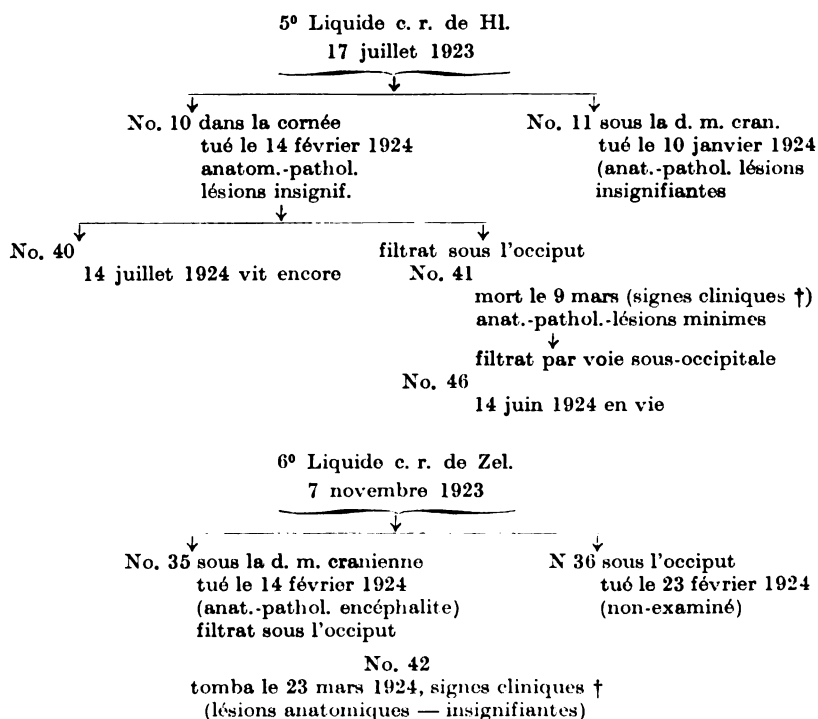 5⁰ Liquide c. r. de Hl.
17 juillet 1923
No. 10 dans la cornée
tué le 14 février 1924
anatom.-pathol.
lésions insignif.
No. 11 sous la d. m. cran.
tué le 10 janvier 1924
(anat.-pathol. lésions
insignifiantes
No. 40
14 juillet 1924 vit encore
filtrat sous l'occiput
No. 41
mort le 9 mars (signes cliniques †)
anat.-pathol.-lésions minimes
filtrat par voie sous-occipitale
No. 46
14 juin 1924 en vie
6⁰ Liquide c. r. de Zel.
7 novembre 1923
No. 35 sous la d. m. cranienne
tué le 14 février 1924
(anat.-pathol. encéphalite)
filtrat sous l'occiput
N 36 sous l'occiput
tué le 23 février 1924
(non-examiné)
No. 42
tomba le 23 mars 1924, signes cliniques †
(lésions anatomiques — insignifiantes)